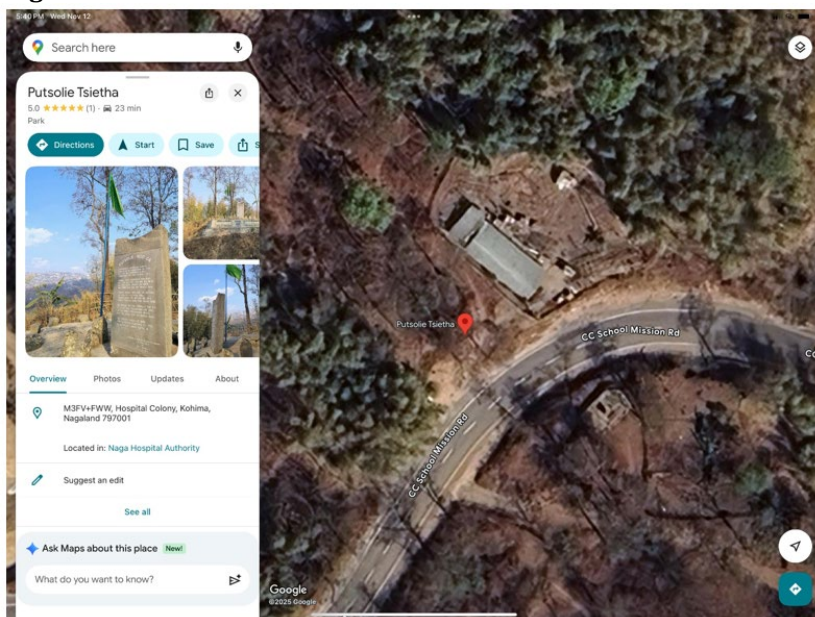 5:40 PM Wed Nov 12
Search here
Putsolie Tsietha
5.0 ★★★★★ (1) · 23 min
Park
Directions
Start
Save
S
Overview
Photos
Updates
About
M3FV+FWW, Hospital Colony, Kohima,
Nagaland 797001
Located in: Naga Hospital Authority
Suggest an edit
See all
Ask Maps about this place New!
What do you want to know?
Putsolie Tsietha
CC School Mission Rd
CC School Mission Rd
Co
Google
©2025 Google